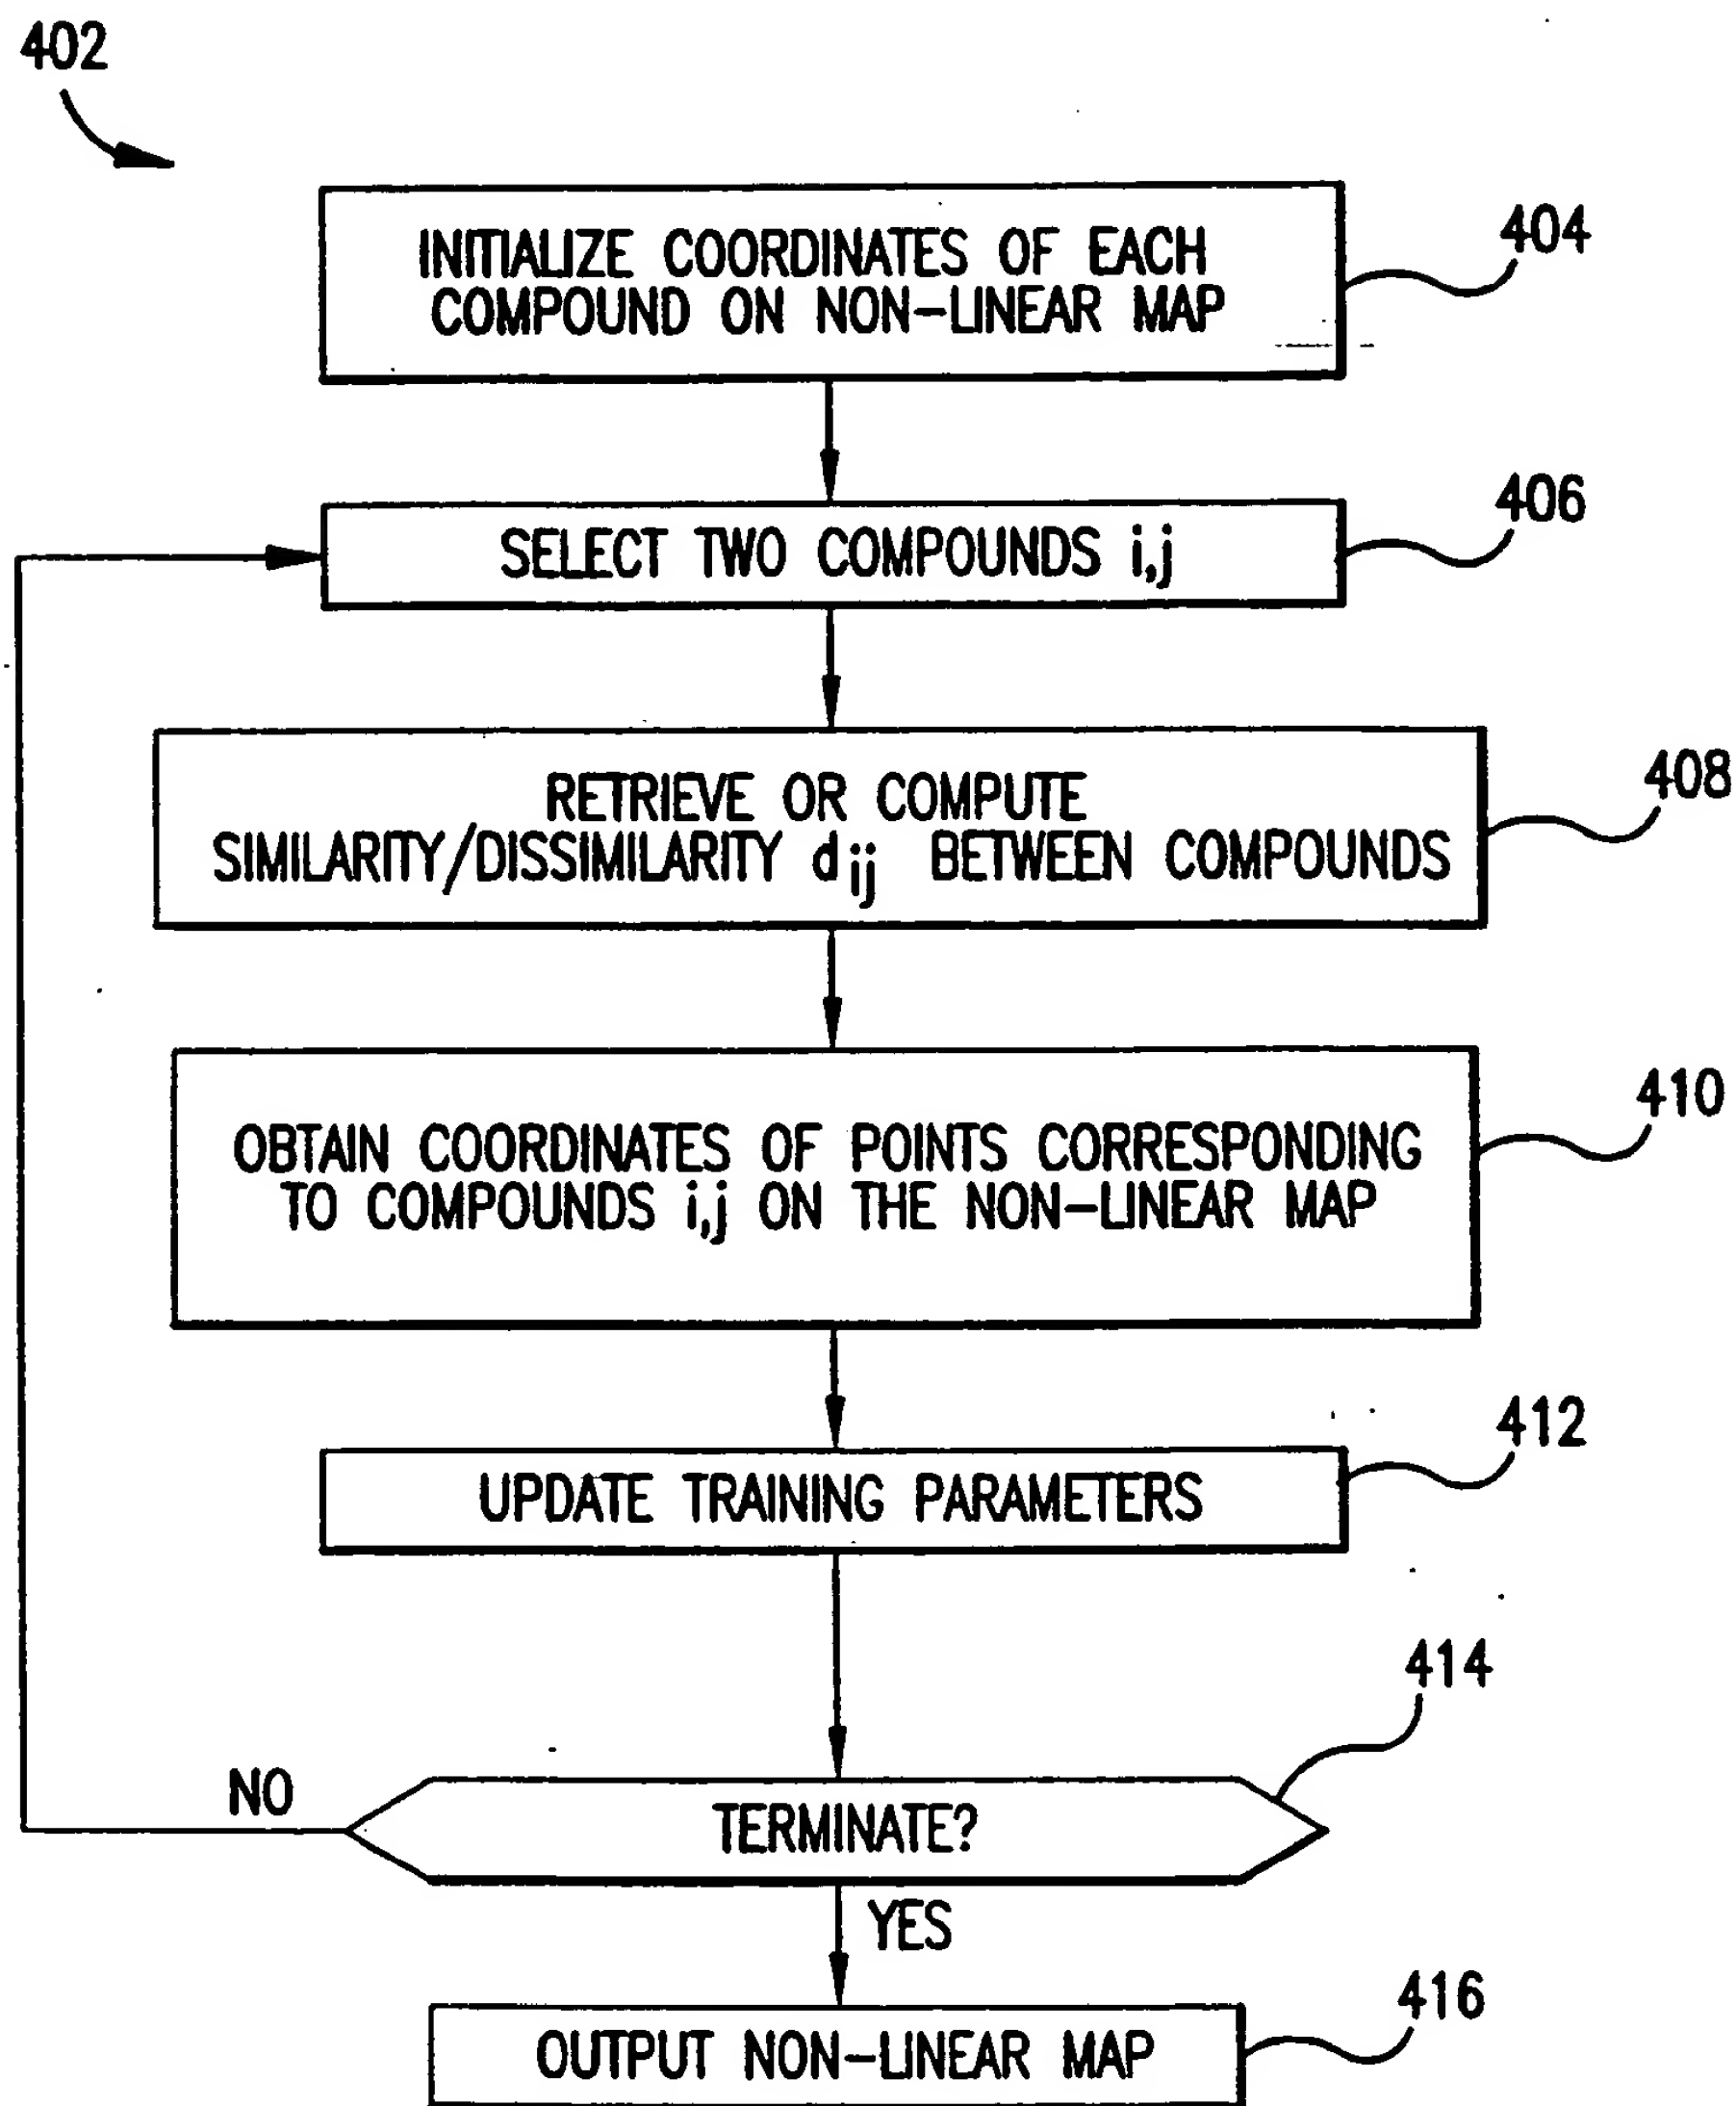 402
INITIALIZE COORDINATES OF EACH
COMPOUND ON NON-LINEAR MAP
404
SELECT TWO COMPOUNDS i,j
406
RETRIEVE OR COMPUTE
SIMILARITY/DISSIMILARITY dij BETWEEN COMPOUNDS
408
OBTAIN COORDINATES OF POINTS CORRESPONDING
TO COMPOUNDS i,j ON THE NON-LINEAR MAP
410
UPDATE TRAINING PARAMETERS
412
TERMINATE?
414
NO
YES
OUTPUT NON-LINEAR MAP
416